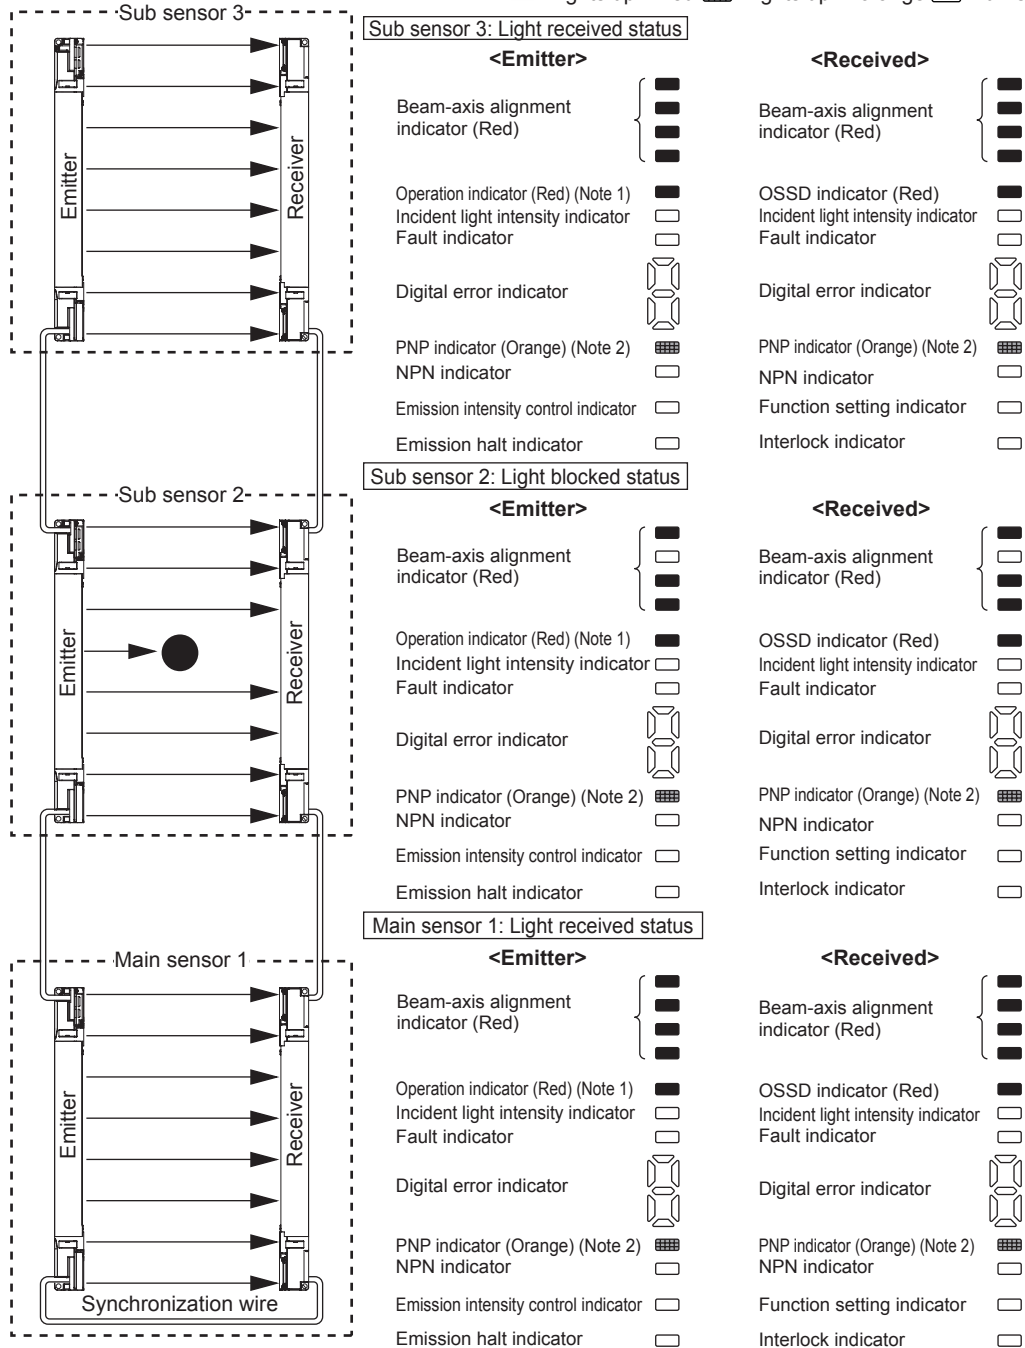 Sub sensor 3
Emitter
Receiver
Sub sensor 3: Light received status
<Emitter>
Beam-axis alignment
indicator (Red)
Operation indicator (Red) (Note 1)
Incident light intensity indicator
Fault indicator
Digital error indicator
PNP indicator (Orange) (Note 2)
NPN indicator
Emission intensity control indicator
Emission halt indicator
<Received>
Beam-axis alignment
indicator (Red)
OSSD indicator (Red)
Incident light intensity indicator
Fault indicator
Digital error indicator
PNP indicator (Orange) (Note 2)
NPN indicator
Function setting indicator
Interlock indicator
Sub sensor 2
Emitter
Receiver
Sub sensor 2: Light blocked status
<Emitter>
Beam-axis alignment
indicator (Red)
Operation indicator (Red) (Note 1)
Incident light intensity indicator
Fault indicator
Digital error indicator
PNP indicator (Orange) (Note 2)
NPN indicator
Emission intensity control indicator
Emission halt indicator
<Received>
Beam-axis alignment
indicator (Red)
OSSD indicator (Red)
Incident light intensity indicator
Fault indicator
Digital error indicator
PNP indicator (Orange) (Note 2)
NPN indicator
Function setting indicator
Interlock indicator
Main sensor 1
Emitter
Receiver
Synchronization wire
Main sensor 1: Light received status
<Emitter>
Beam-axis alignment
indicator (Red)
Operation indicator (Red) (Note 1)
Incident light intensity indicator
Fault indicator
Digital error indicator
PNP indicator (Orange) (Note 2)
NPN indicator
Emission intensity control indicator
Emission halt indicator
<Received>
Beam-axis alignment
indicator (Red)
OSSD indicator (Red)
Incident light intensity indicator
Fault indicator
Digital error indicator
PNP indicator (Orange) (Note 2)
NPN indicator
Function setting indicator
Interlock indicator